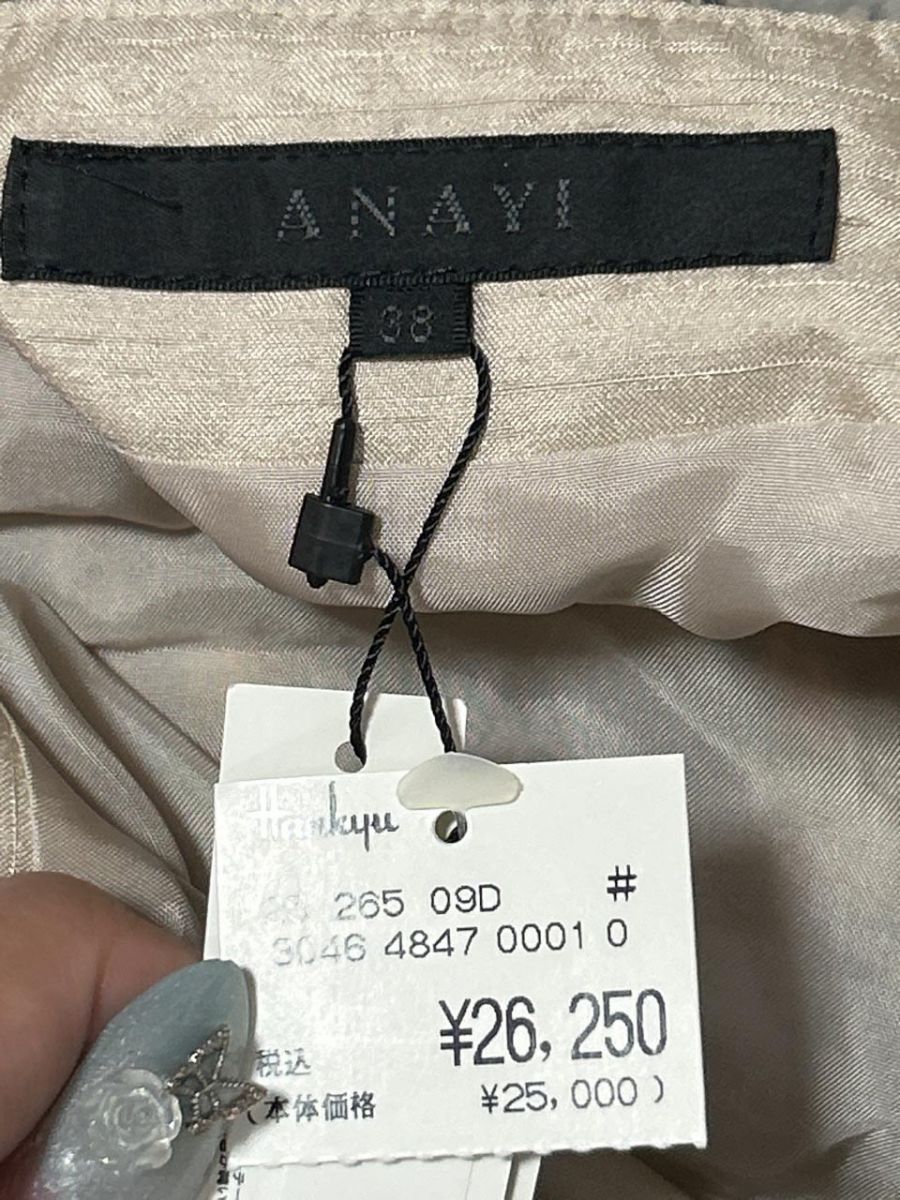 ANAYI
38
Hankyu
265 09D #
3046 4847 0001 0
¥26,250
税込
(本体価格 ¥25,000)